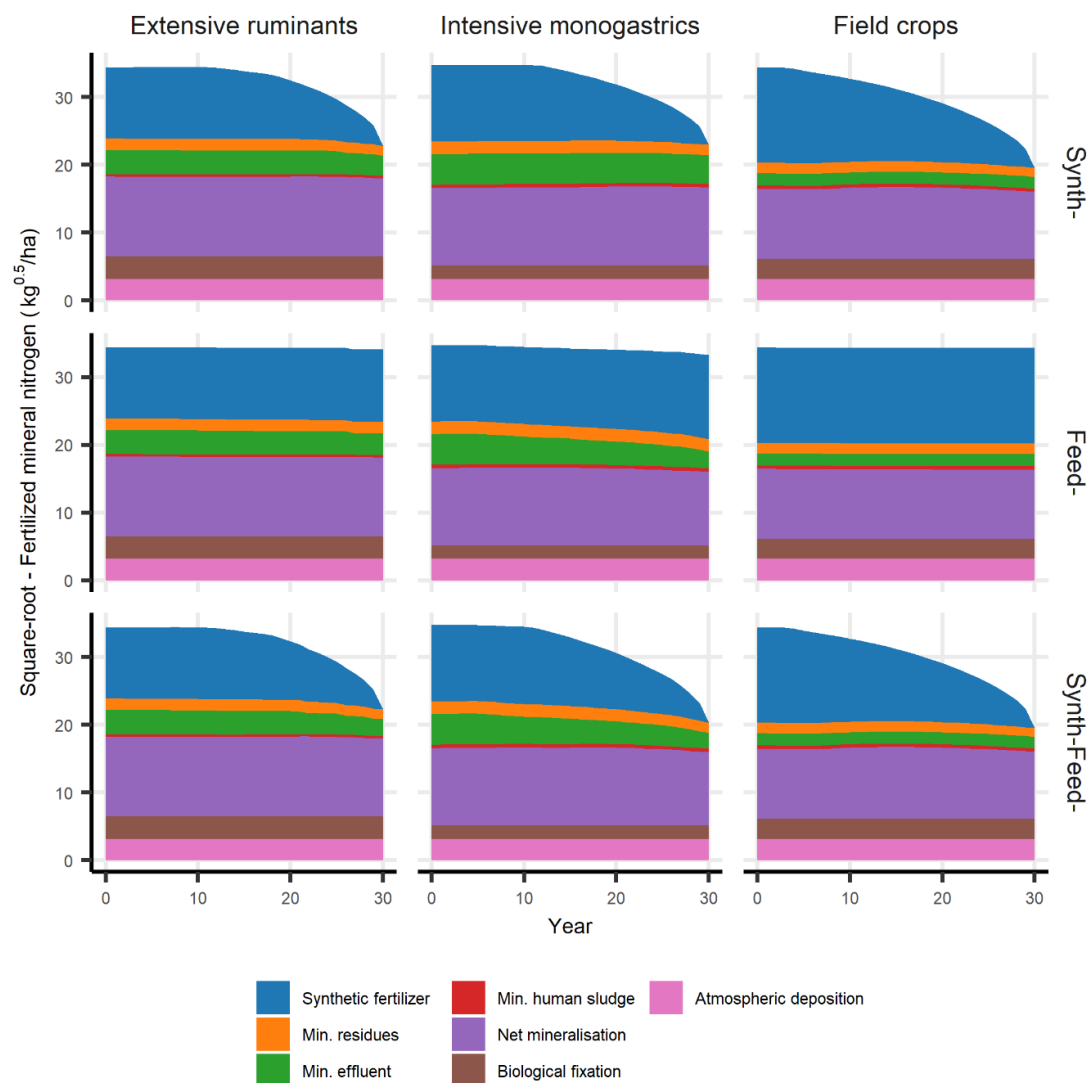 Extensive ruminants Intensive monogastrics Field crops
Square-root - Fertilized mineral nitrogen ( kg^0.5/ha)
30
20
10
0
Synth-
30
20
10
0
Feed-
30
20
10
0
Synth-Feed-
0 10 20 30 0 10 20 30 0 10 20 30
Year
Synthetic fertilizer Min. human sludge Atmospheric deposition
Min. residues Net mineralisation
Min. effluent Biological fixation